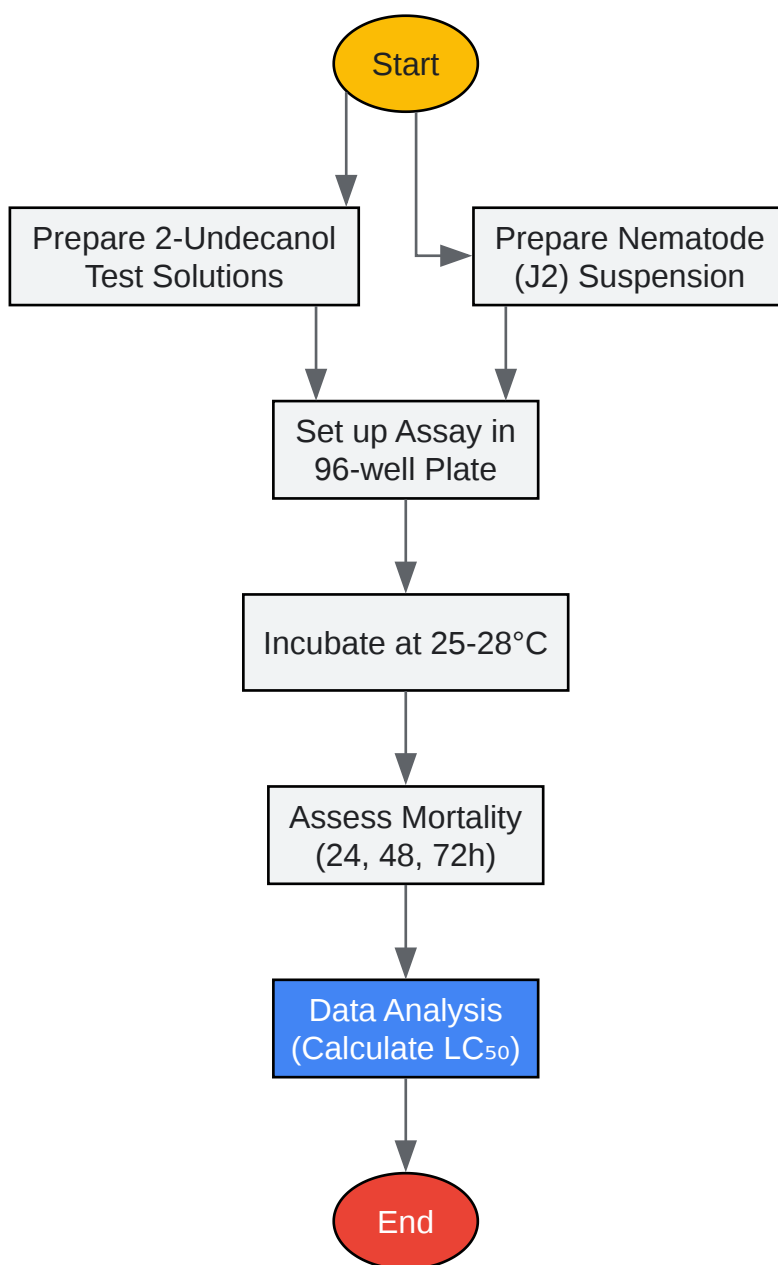 Start
Prepare 2-Undecanol
Test Solutions
Prepare Nematode
(J2) Suspension
Set up Assay in
96-well Plate
Incubate at 25-28°C
Assess Mortality
(24, 48, 72h)
Data Analysis
(Calculate LC₅₀)
End